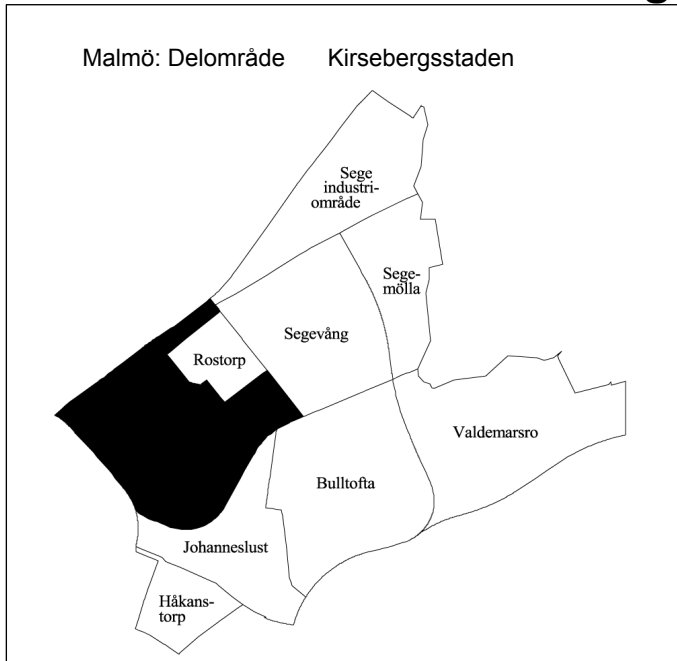 Malmö: Delområde Kirsebergsstaden
Sege
industri-
område
Sege-
mölla
Segevång
Rostorp
Valdemarsro
Bulltofta
Johanneslust
Håkans-
torp